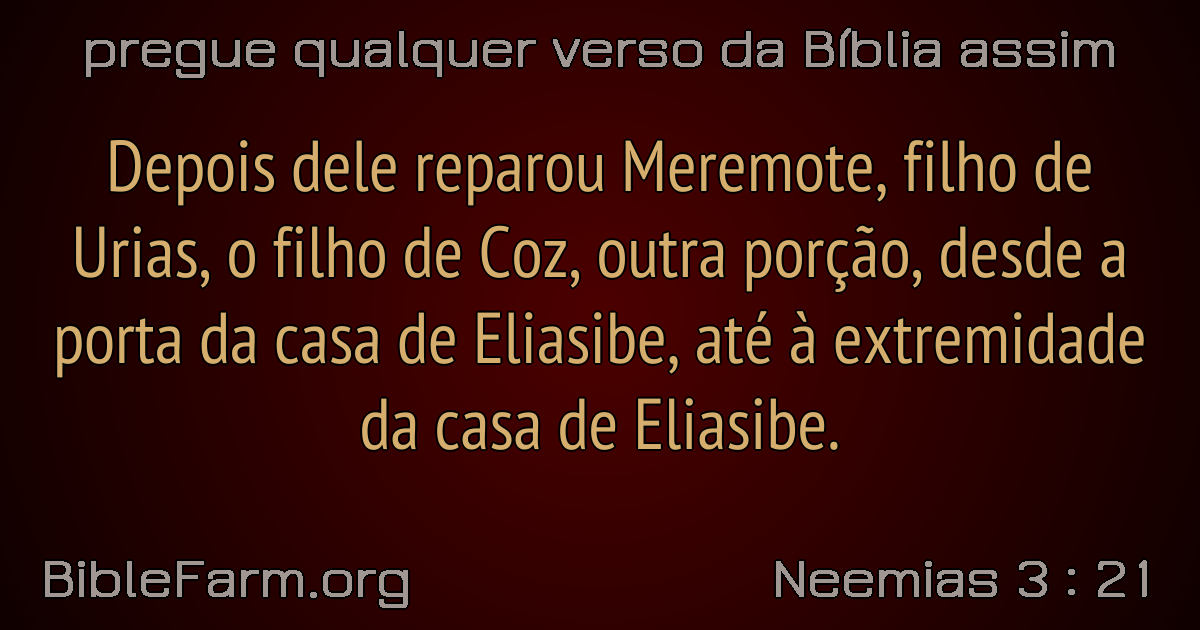 pregue qualquer verso da Bíblia assim
Depois dele reparou Meremote, filho de
Urias, o filho de Coz, outra porção, desde a
porta da casa de Eliasibe, até à extremidade
da casa de Eliasibe.
BibleFarm.org
Neemias 3 : 21